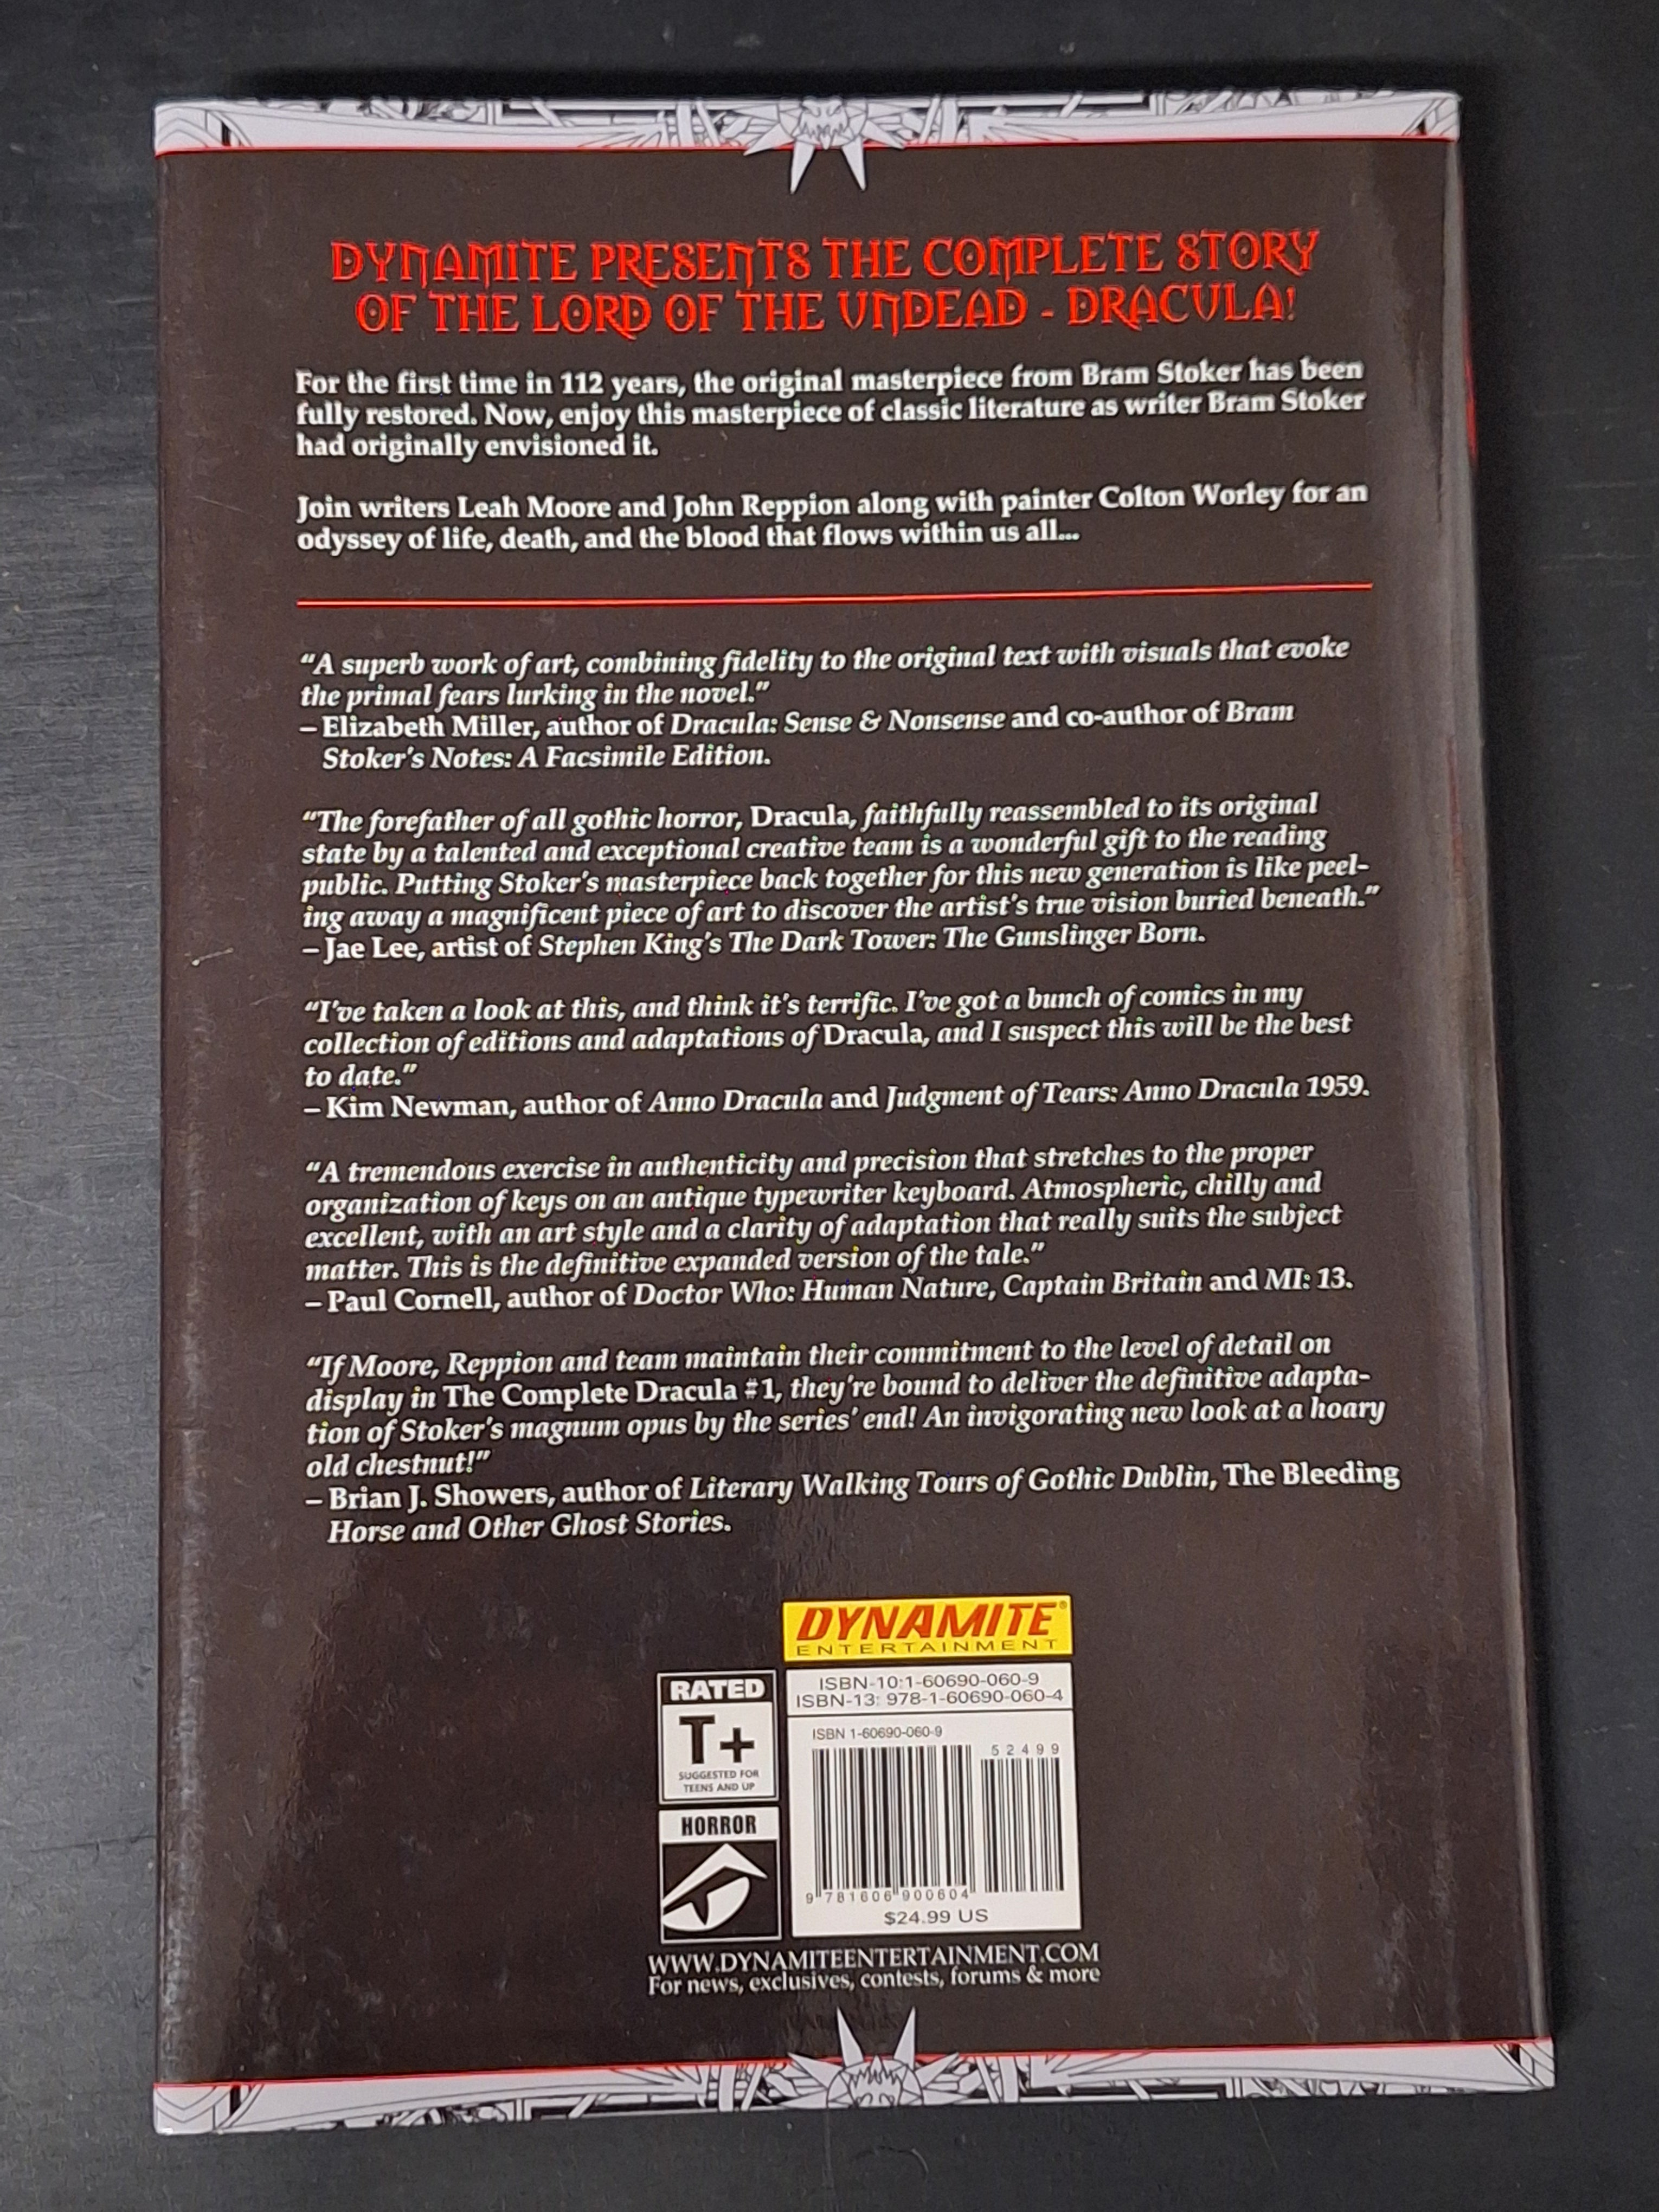 DYNAMITE PRESENTS THE COMPLETE STORY
OF THE LORD OF THE UNDEAD - DRACULA!
For the first time in 112 years, the original masterpiece from Bram Stoker has been
fully restored. Now, enjoy this masterpiece of classic literature as writer Bram Stoker
had originally envisioned it.
Join writers Leah Moore and John Reppion along with painter Colton Worley for an
odyssey of life, death, and the blood that flows within us all...
“A superb work of art, combining fidelity to the original text with visuals that evoke
the primal fears lurking in the novel.”
– Elizabeth Miller, author of Dracula: Sense & Nonsense and co-author of Bram
Stoker's Notes: A Facsimile Edition.
“The forefather of all gothic horror, Dracula, faithfully reassembled to its original
state by a talented and exceptional creative team is a wonderful gift to the reading
public. Putting Stoker's masterpiece back together for this new generation is like peel-
ing away a magnificent piece of art to discover the artist's true vision buried beneath.”
– Jae Lee, artist of Stephen King's The Dark Tower: The Gunslinger Born.
“I've taken a look at this, and think it's terrific. I've got a bunch of comics in my
collection of editions and adaptations of Dracula, and I suspect this will be the best
to date.”
– Kim Newman, author of Anno Dracula and Judgment of Tears: Anno Dracula 1959.
“A tremendous exercise in authenticity and precision that stretches to the proper
organization of keys on an antique typewriter keyboard. Atmospheric, chilly and
excellent, with an art style and a clarity of adaptation that really suits the subject
matter. This is the definitive expanded version of the tale.”
– Paul Cornell, author of Doctor Who: Human Nature, Captain Britain and MI: 13.
“If Moore, Reppion and team maintain their commitment to the level of detail on
display in The Complete Dracula #1, they're bound to deliver the definitive adapta-
tion of Stoker's magnum opus by the series' end! An invigorating new look at a hoary
old chestnut!”
– Brian J. Showers, author of Literary Walking Tours of Gothic Dublin, The Bleeding
Horse and Other Ghost Stories.
DYNAMITE®
ENTERTAINMENT
ISBN-10:1-60690-060-9
ISBN-13: 978-1-60690-060-4
RATED
T+
SUGGESTED FOR
TEENS AND UP
HORROR
ISBN 1-60690-060-9
52499
9 781606 900604
$24.99 US
WWW.DYNAMITEENTERTAINMENT.COM
For news, exclusives, contests, forums & more